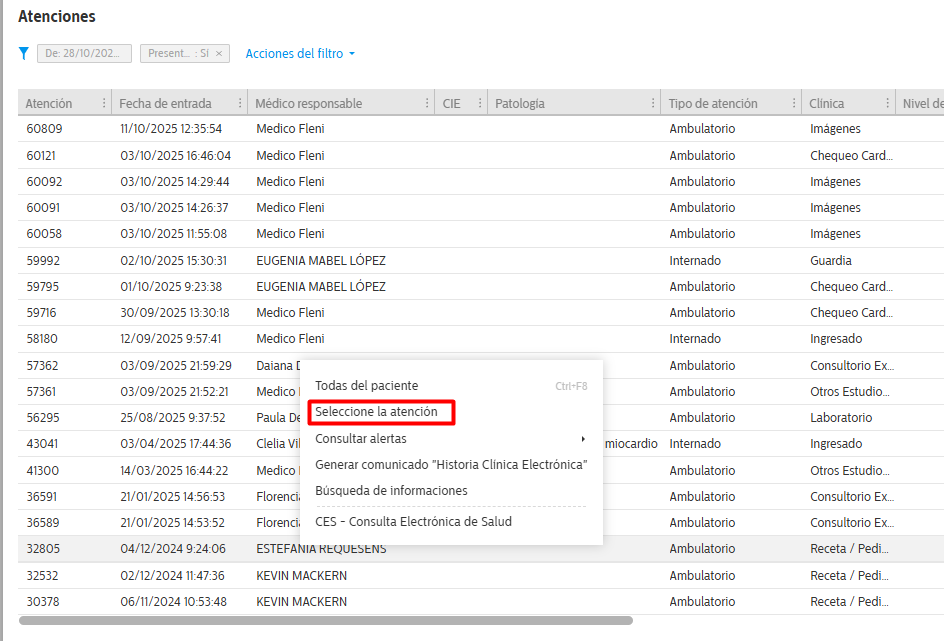 Atenciones
De: 28/10/202... Present... : Sí × Acciones del filtro
Atención Fecha de entrada Médico responsable CIE Patología Tipo de atención Clínica Nivel de
60809 11/10/2025 12:35:54 Medico Fleni Ambulatorio Imágenes
60121 03/10/2025 16:46:04 Medico Fleni Ambulatorio Chequeo Card...
60092 03/10/2025 14:29:44 Medico Fleni Ambulatorio Imágenes
60091 03/10/2025 14:26:37 Medico Fleni Ambulatorio Imágenes
60058 03/10/2025 11:55:08 Medico Fleni Ambulatorio Imágenes
59992 02/10/2025 15:30:31 EUGENIA MABEL LÓPEZ Internado Guardia
59795 01/10/2025 9:23:38 EUGENIA MABEL LÓPEZ Ambulatorio Chequeo Card...
59716 30/09/2025 13:30:18 Medico Fleni Ambulatorio Chequeo Card...
58180 12/09/2025 9:57:41 Medico Fleni Internado Ingresado
57362 03/09/2025 21:59:29 Daiana D Ambulatorio Consultorio Ex...
Todas del paciente Ctrl+F8
57361 03/09/2025 21:52:21 Medico Ambulatorio Otros Estudio...
Seleccione la atención
56295 25/08/2025 9:37:52 Paula De Ambulatorio Laboratorio
Consultar alertas
43041 03/04/2025 17:44:36 Clelia Vil miocardio Internado Ingresado
Generar comunicado "Historia Clínica Electrónica"
41300 14/03/2025 16:44:22 Medico Ambulatorio Otros Estudio...
Búsqueda de informaciones
36591 21/01/2025 14:56:53 Florencia Ambulatorio Consultorio Ex...
CES - Consulta Electrónica de Salud
36589 21/01/2025 14:53:52 Florencia Ambulatorio Consultorio Ex...
32805 04/12/2024 9:24:06 ESTEFANIA REQUESENS Ambulatorio Receta / Pedi...
32532 02/12/2024 11:47:36 KEVIN MACKERN Ambulatorio Receta / Pedi...
30378 06/11/2024 10:53:48 KEVIN MACKERN Ambulatorio Receta / Pedi...